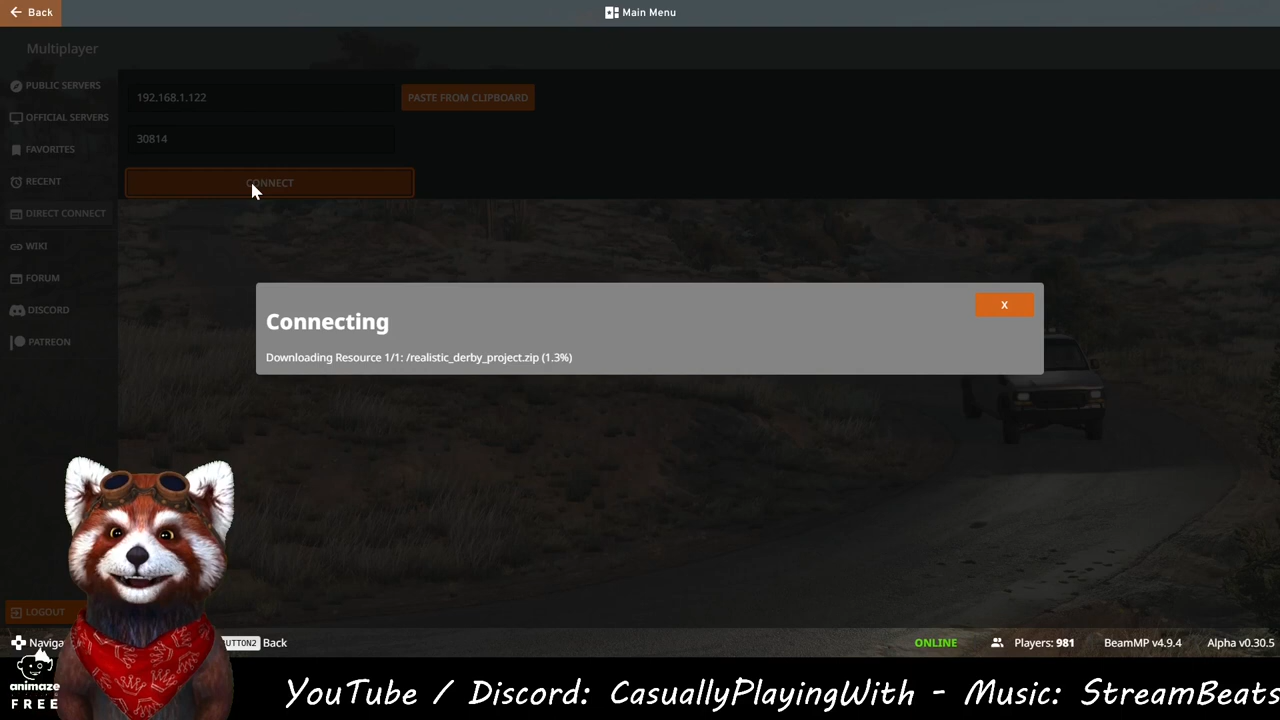 Back
Main Menu
Multiplayer
PUBLIC SERVERS
OFFICIAL SERVERS
FAVORITES
RECENT
DIRECT CONNECT
WIKI
FORUM
DISCORD
PATREON
192.168.1.122
PASTE FROM CLIPBOARD
30814
CONNECT
X
Connecting
Downloading Resource 1/1: /realistic_derby_project.zip (1.3%)
LOGOUT
Naviga
BUTTON2 Back
ONLINE
Players: 981
BeamMP v4.9.4
Alpha v0.30.5
animaze
FREE
YouTube / Discord: CasuallyPlayingWith - Music: StreamBeats